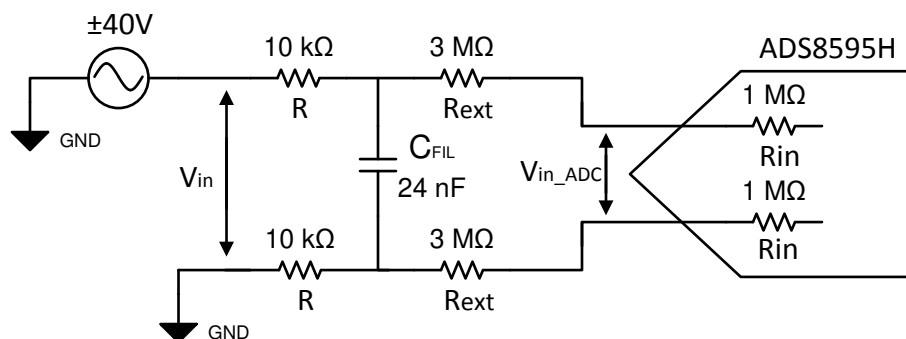 ±40V
10 kΩ
3 MΩ
ADS8595H
1 MΩ
R
Rext
GND
Rin
CFIL
Vin
24 nF
Vin_ADC
1 MΩ
10 kΩ
3 MΩ
Rin
R
Rext
GND